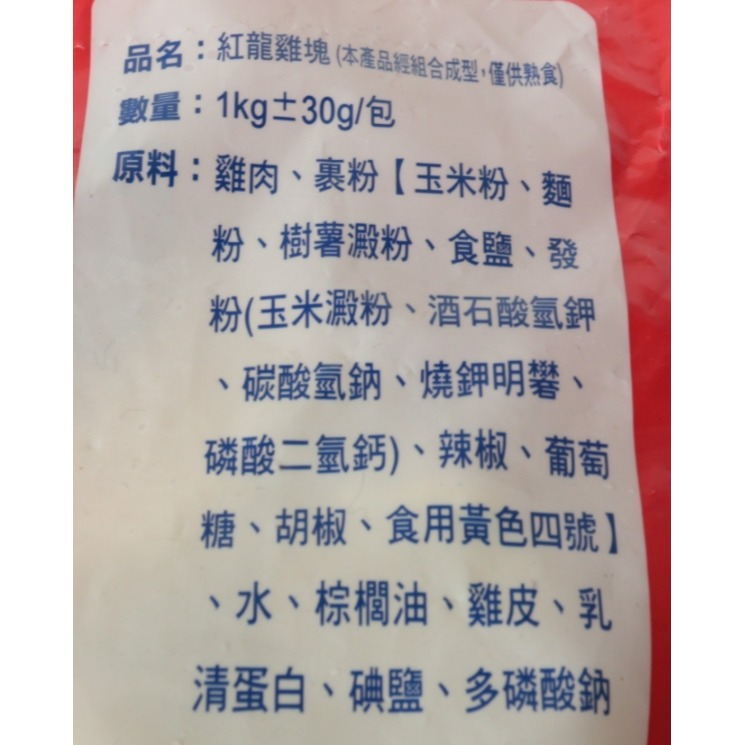 品名：紅龍雞塊(本產品經組合成型，僅供熟食)
數量：1kg±30g/包
原料：雞肉、裹粉【玉米粉、麵
粉、樹薯澱粉、食鹽、發
粉(玉米澱粉、酒石酸氫鉀
、碳酸氫鈉、燒鉀明礬、
磷酸二氫鈣)、辣椒、葡萄
糖、胡椒、食用黃色四號】
、水、棕櫚油、雞皮、乳
清蛋白、碘鹽、多磷酸鈉